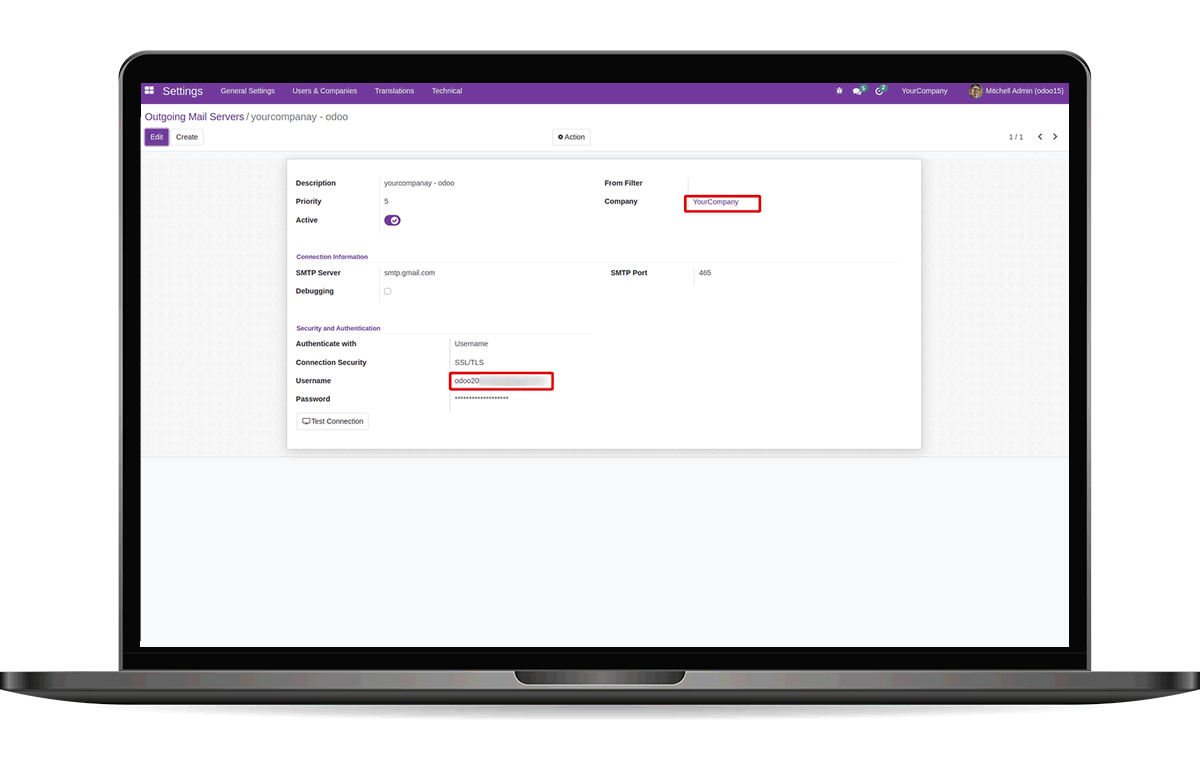 Settings General Settings Users & Companies Translations Technical 5 2 YourCompany Mitchell Admin (odoo15)
Outgoing Mail Servers / yourcompanay - odoo
Edit Create Action 1 / 1
Description yourcompanay - odoo From Filter
Priority 5 Company YourCompany
Active
Connection Information
SMTP Server smtp.gmail.com SMTP Port 465
Debugging
Security and Authentication
Authenticate with Username
Connection Security SSL/TLS
Username odoo20
Password ******************
Test Connection